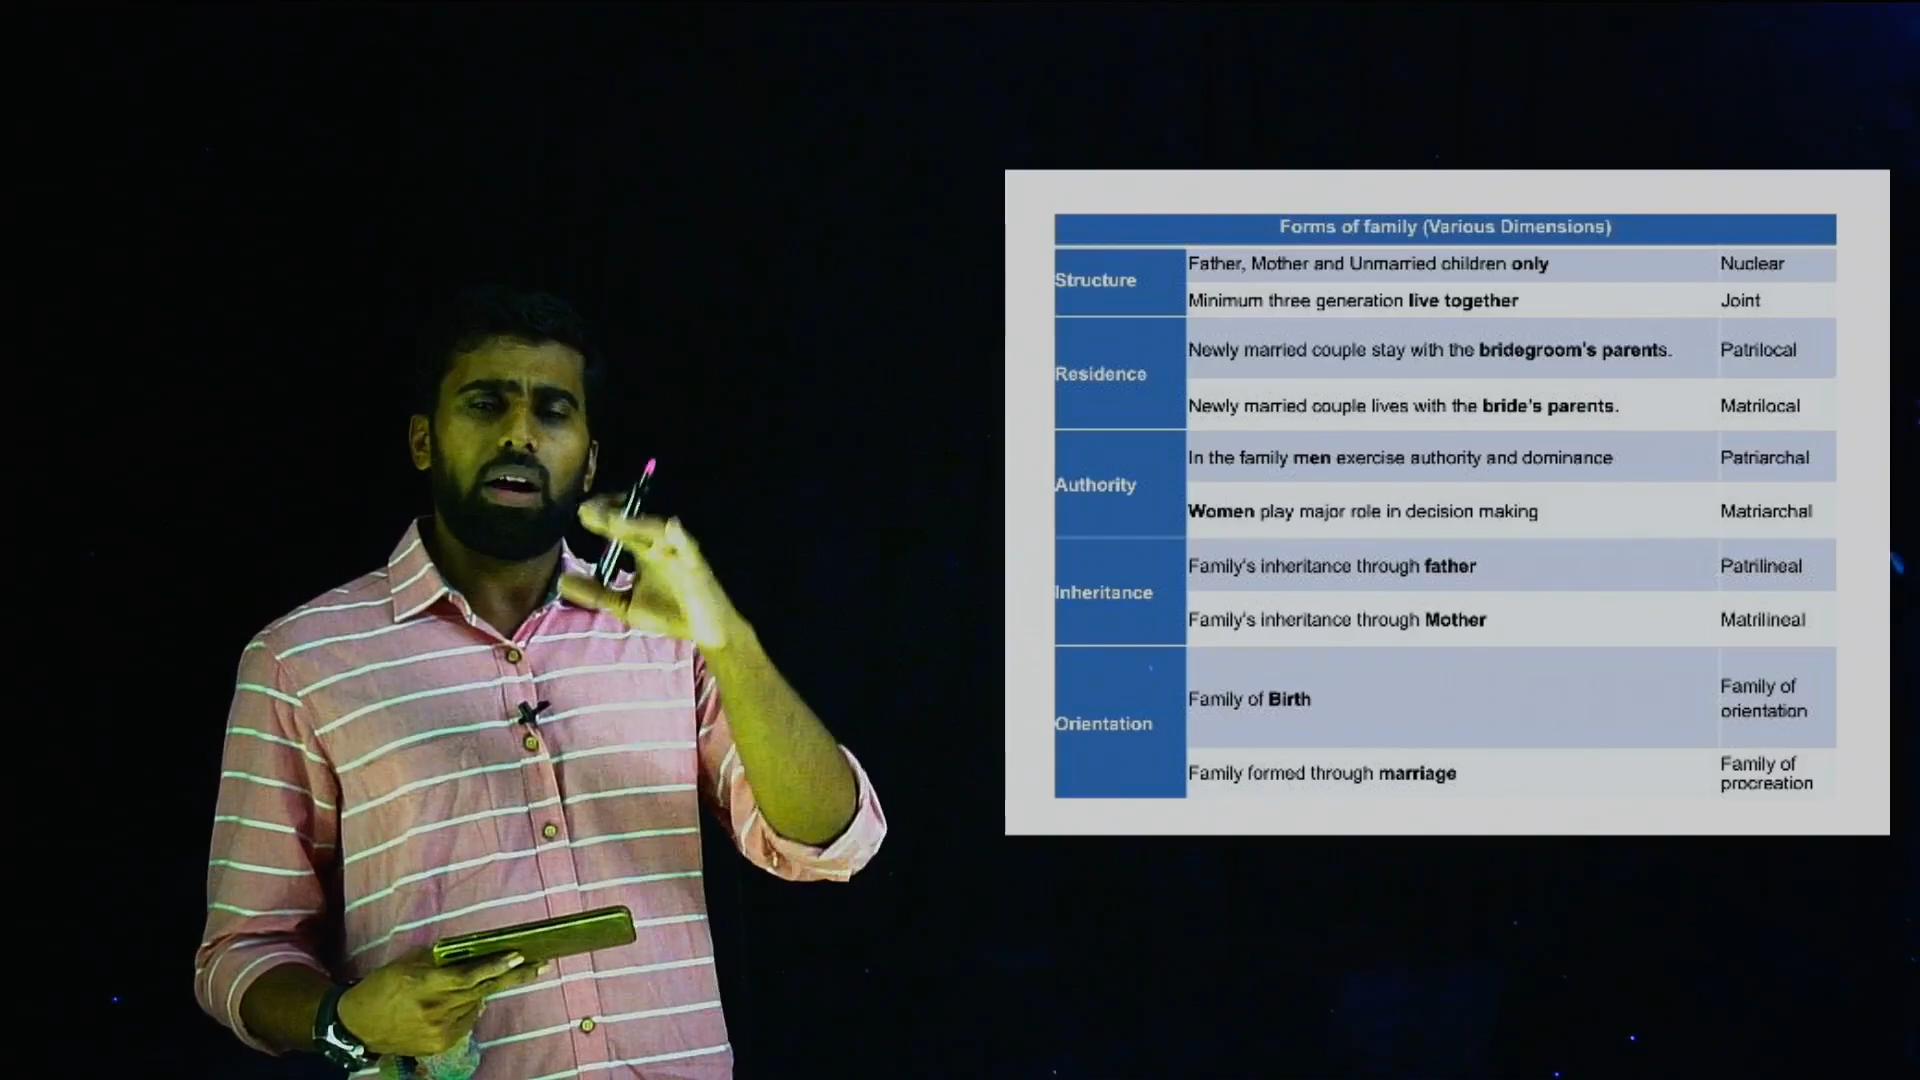 Forms of family (Various Dimensions)
Structure
Father, Mother and Unmarried children only
Nuclear
Minimum three generation live together
Joint
Residence
Newly married couple stay with the bridegroom's parents.
Patrilocal
Newly married couple lives with the bride's parents.
Matrilocal
Authority
In the family men exercise authority and dominance
Patriarchal
Women play major role in decision making
Matriarchal
Inheritance
Family's inheritance through father
Patrilineal
Family's inheritance through Mother
Matrilineal
Orientation
Family of Birth
Family of
orientation
Family formed through marriage
Family of
procreation